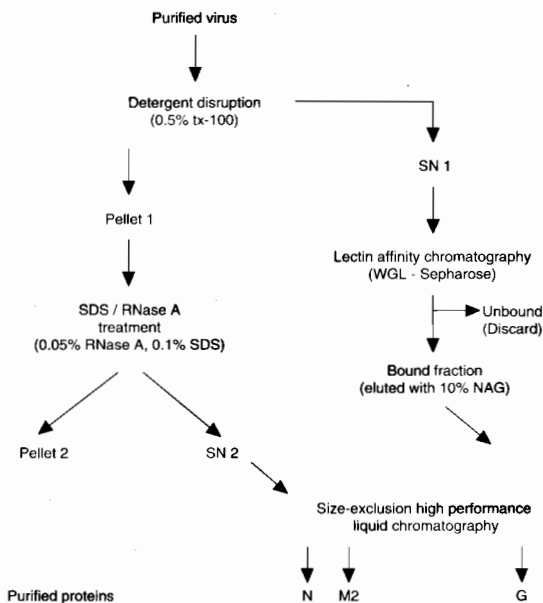 Purified virus
Detergent disruption
(0.5% tx-100)
SN 1
Pellet 1
Lectin affinity chromatography
(WGL - Sepharose)
SDS / RNase A
treatment
(0.05% RNase A, 0.1% SDS)
Unbound
(Discard)
Bound fraction
(eluted with 10% NAG)
Pellet 2
SN 2
Size-exclusion high performance
liquid chromatography
Purified proteins
N
M2
G